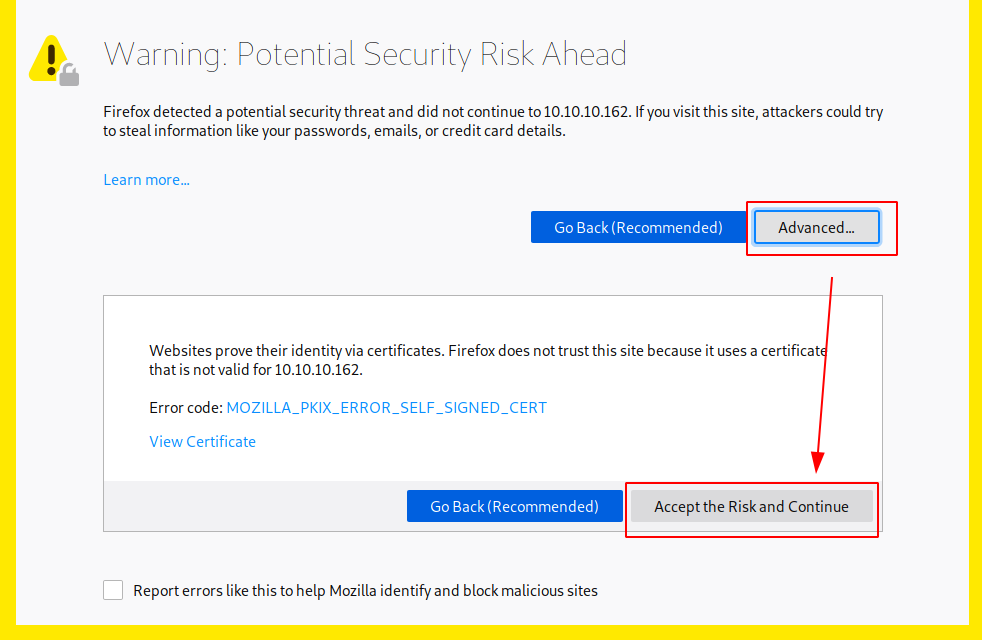 Warning: Potential Security Risk Ahead
Firefox detected a potential security threat and did not continue to 10.10.10.162. If you visit this site, attackers could try
to steal information like your passwords, emails, or credit card details.
Learn more...
Go Back (Recommended)
Advanced...
Websites prove their identity via certificates. Firefox does not trust this site because it uses a certificate
that is not valid for 10.10.10.162.
Error code: MOZILLA_PKIX_ERROR_SELF_SIGNED_CERT
View Certificate
Go Back (Recommended)
Accept the Risk and Continue
Report errors like this to help Mozilla identify and block malicious sites